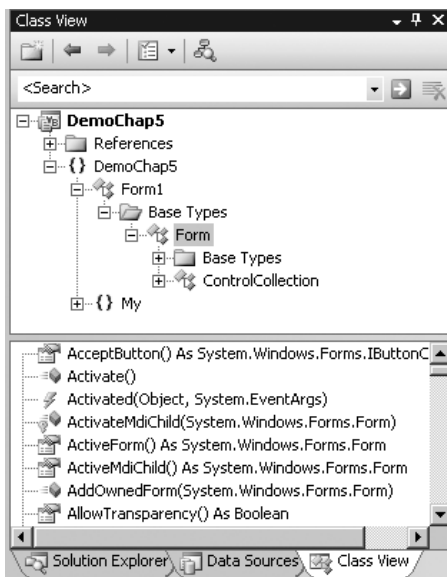 Class View
<Search>
DemoChap5
References
{} DemoChap5
Form1
Base Types
Form
Base Types
ControlCollection
{} My
AcceptButton() As System.Windows.Forms.IButtonC
Activate()
Activated(Object, System.EventArgs)
ActivateMdiChild(System.Windows.Forms.Form)
ActiveForm() As System.Windows.Forms.Form
ActiveMdiChild() As System.Windows.Forms.Form
AddOwnedForm(System.Windows.Forms.Form)
AllowTransparency() As Boolean
Solution Explorer Data Sources Class View